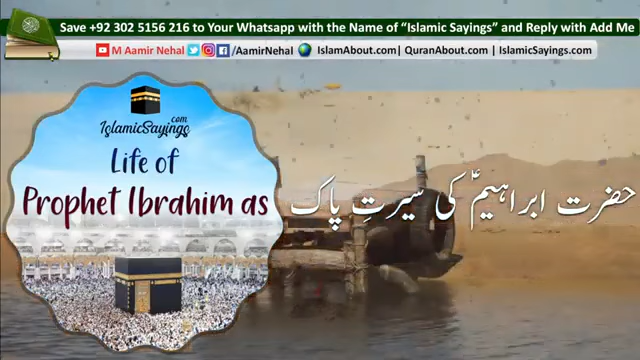 Save +92 302 5156 216 to Your Whatsapp with the Name of “Islamic Sayings” and Reply with Add Me
M Aamir Nehal /AamirNehal IslamAbout.com| QuranAbout.com | IslamicSayings.com
IslamicSayings.com
Life of
Prophet Ibrahim as
حضرت ابراہیمؑ کی سیرتِ پاک